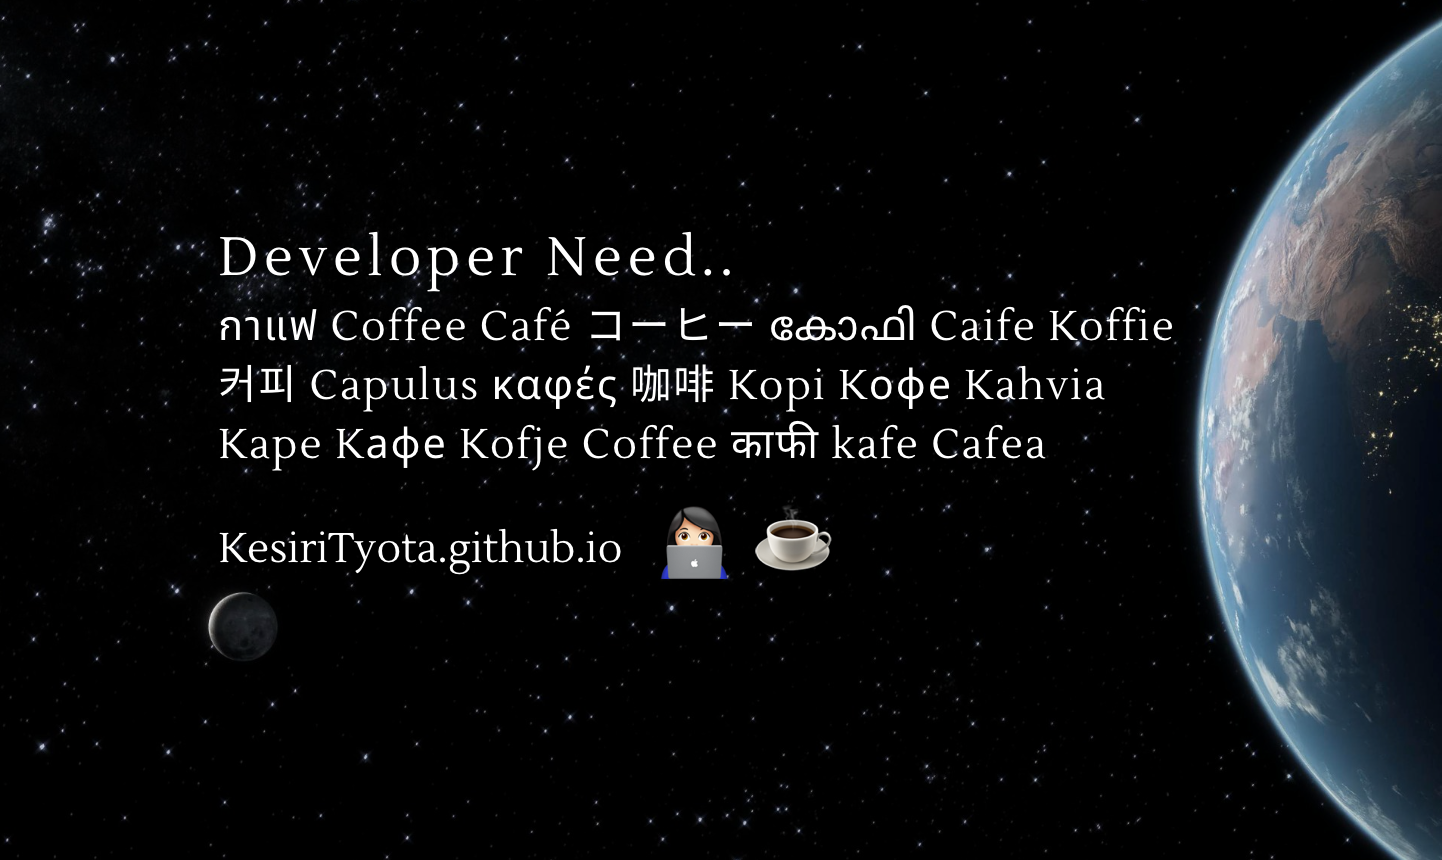 Developer Need..
กาแฟ Coffee Café コーヒー കോഫി Caife Koffie
커피 Capulus καφές 咖啡 Kopi Кофе Kahvia
Kape Кафе Kofje Coffee काफी kafe Cafea
KesiriTyota.github.io